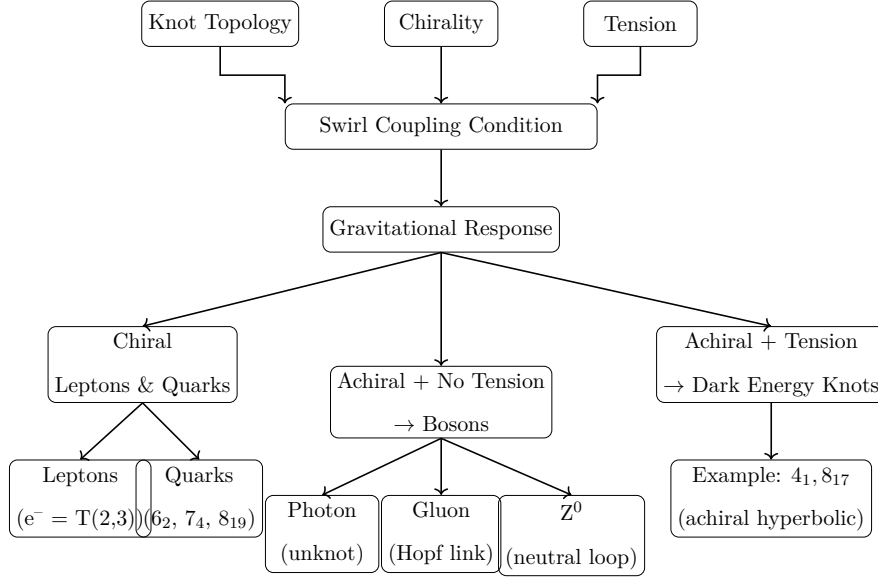 Knot Topology
Chirality
Tension
Swirl Coupling Condition
Gravitational Response
Chiral
Leptons & Quarks
Achiral + No Tension
→ Bosons
Achiral + Tension
→ Dark Energy Knots
Leptons
(e⁻ = T(2,3))
Quarks
(6₂, 7₄, 8₁₉)
Photon
(unknot)
Gluon
(Hopf link)
Z⁰
(neutral loop)
Example: 4₁, 8₁₇
(achiral hyperbolic)